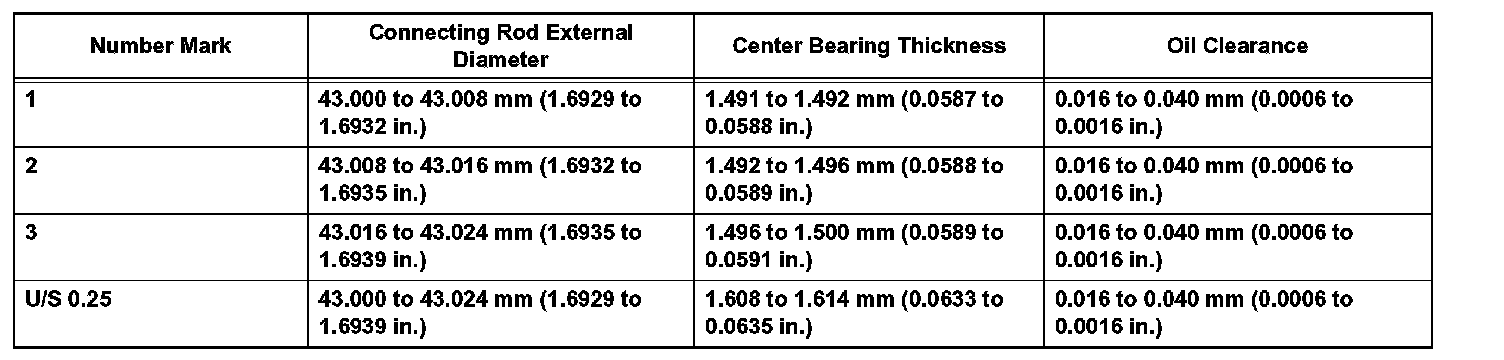 Number Mark
Connecting Rod External
Diameter
Center Bearing Thickness
Oil Clearance
1
43.000 to 43.008 mm (1.6929 to
1.6932 in.)
1.491 to 1.492 mm (0.0587 to
0.0588 in.)
0.016 to 0.040 mm (0.0006 to
0.0016 in.)
2
43.008 to 43.016 mm (1.6932 to
1.6935 in.)
1.492 to 1.496 mm (0.0588 to
0.0589 in.)
0.016 to 0.040 mm (0.0006 to
0.0016 in.)
3
43.016 to 43.024 mm (1.6935 to
1.6939 in.)
1.496 to 1.500 mm (0.0589 to
0.0591 in.)
0.016 to 0.040 mm (0.0006 to
0.0016 in.)
U/S 0.25
43.000 to 43.024 mm (1.6929 to
1.6939 in.)
1.608 to 1.614 mm (0.0633 to
0.0635 in.)
0.016 to 0.040 mm (0.0006 to
0.0016 in.)